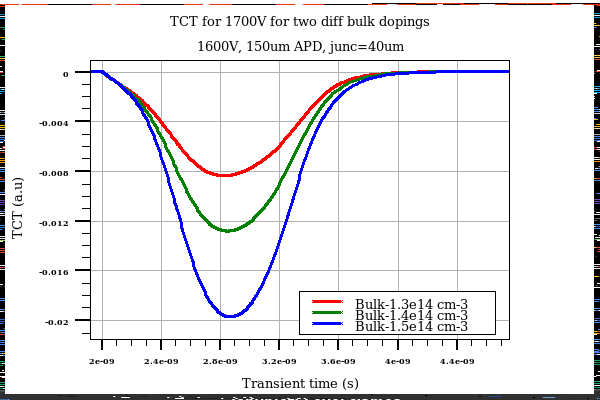 TCT for 1700V for two diff bulk dopings
1600V, 150um APD, junc=40um
0
-0.004
-0.008
-0.012
-0.016
-0.02
TCT (a.u)
Bulk-1.3e14 cm-3
Bulk-1.4e14 cm-3
Bulk-1.5e14 cm-3
2e-09 2.4e-09 2.8e-09 3.2e-09 3.6e-09 4e-09 4.4e-09
Transient time (s)